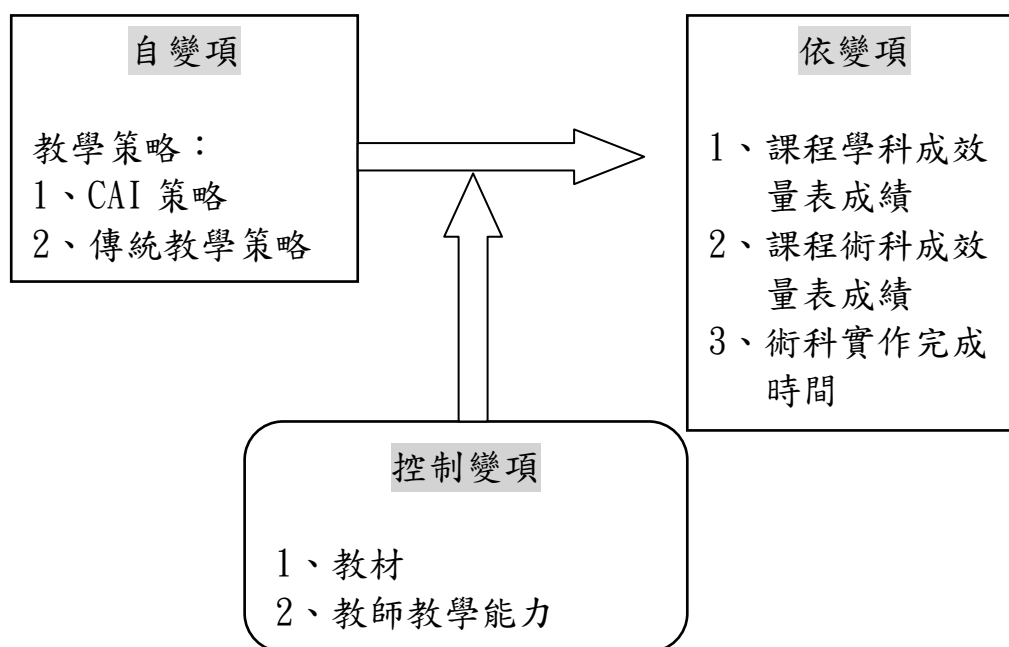 自變項
教學策略：
1、CAI 策略
2、傳統教學策略
依變項
1、課程學科成效
量表成績
2、課程術科成效
量表成績
3、術科實作完成
時間
控制變項
1、教材
2、教師教學能力